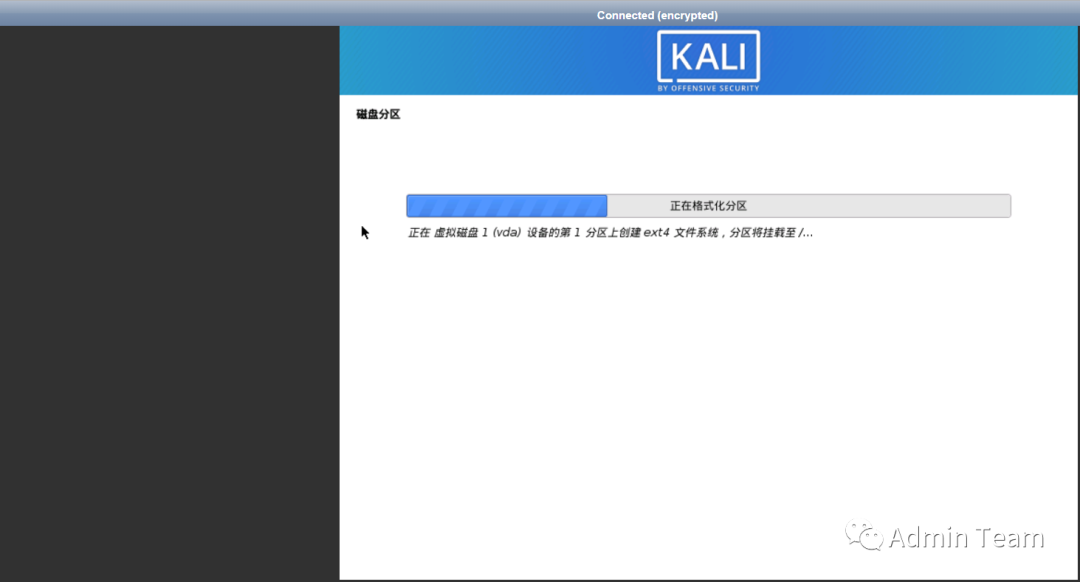 Connected (encrypted)
KALI
BY OFFENSIVE SECURITY
磁盘分区
正在格式化分区
正在 虚拟磁盘 1 (vda) 设备的第 1 分区上创建 ext4 文件系统，分区将挂载至 /...
Admin Team